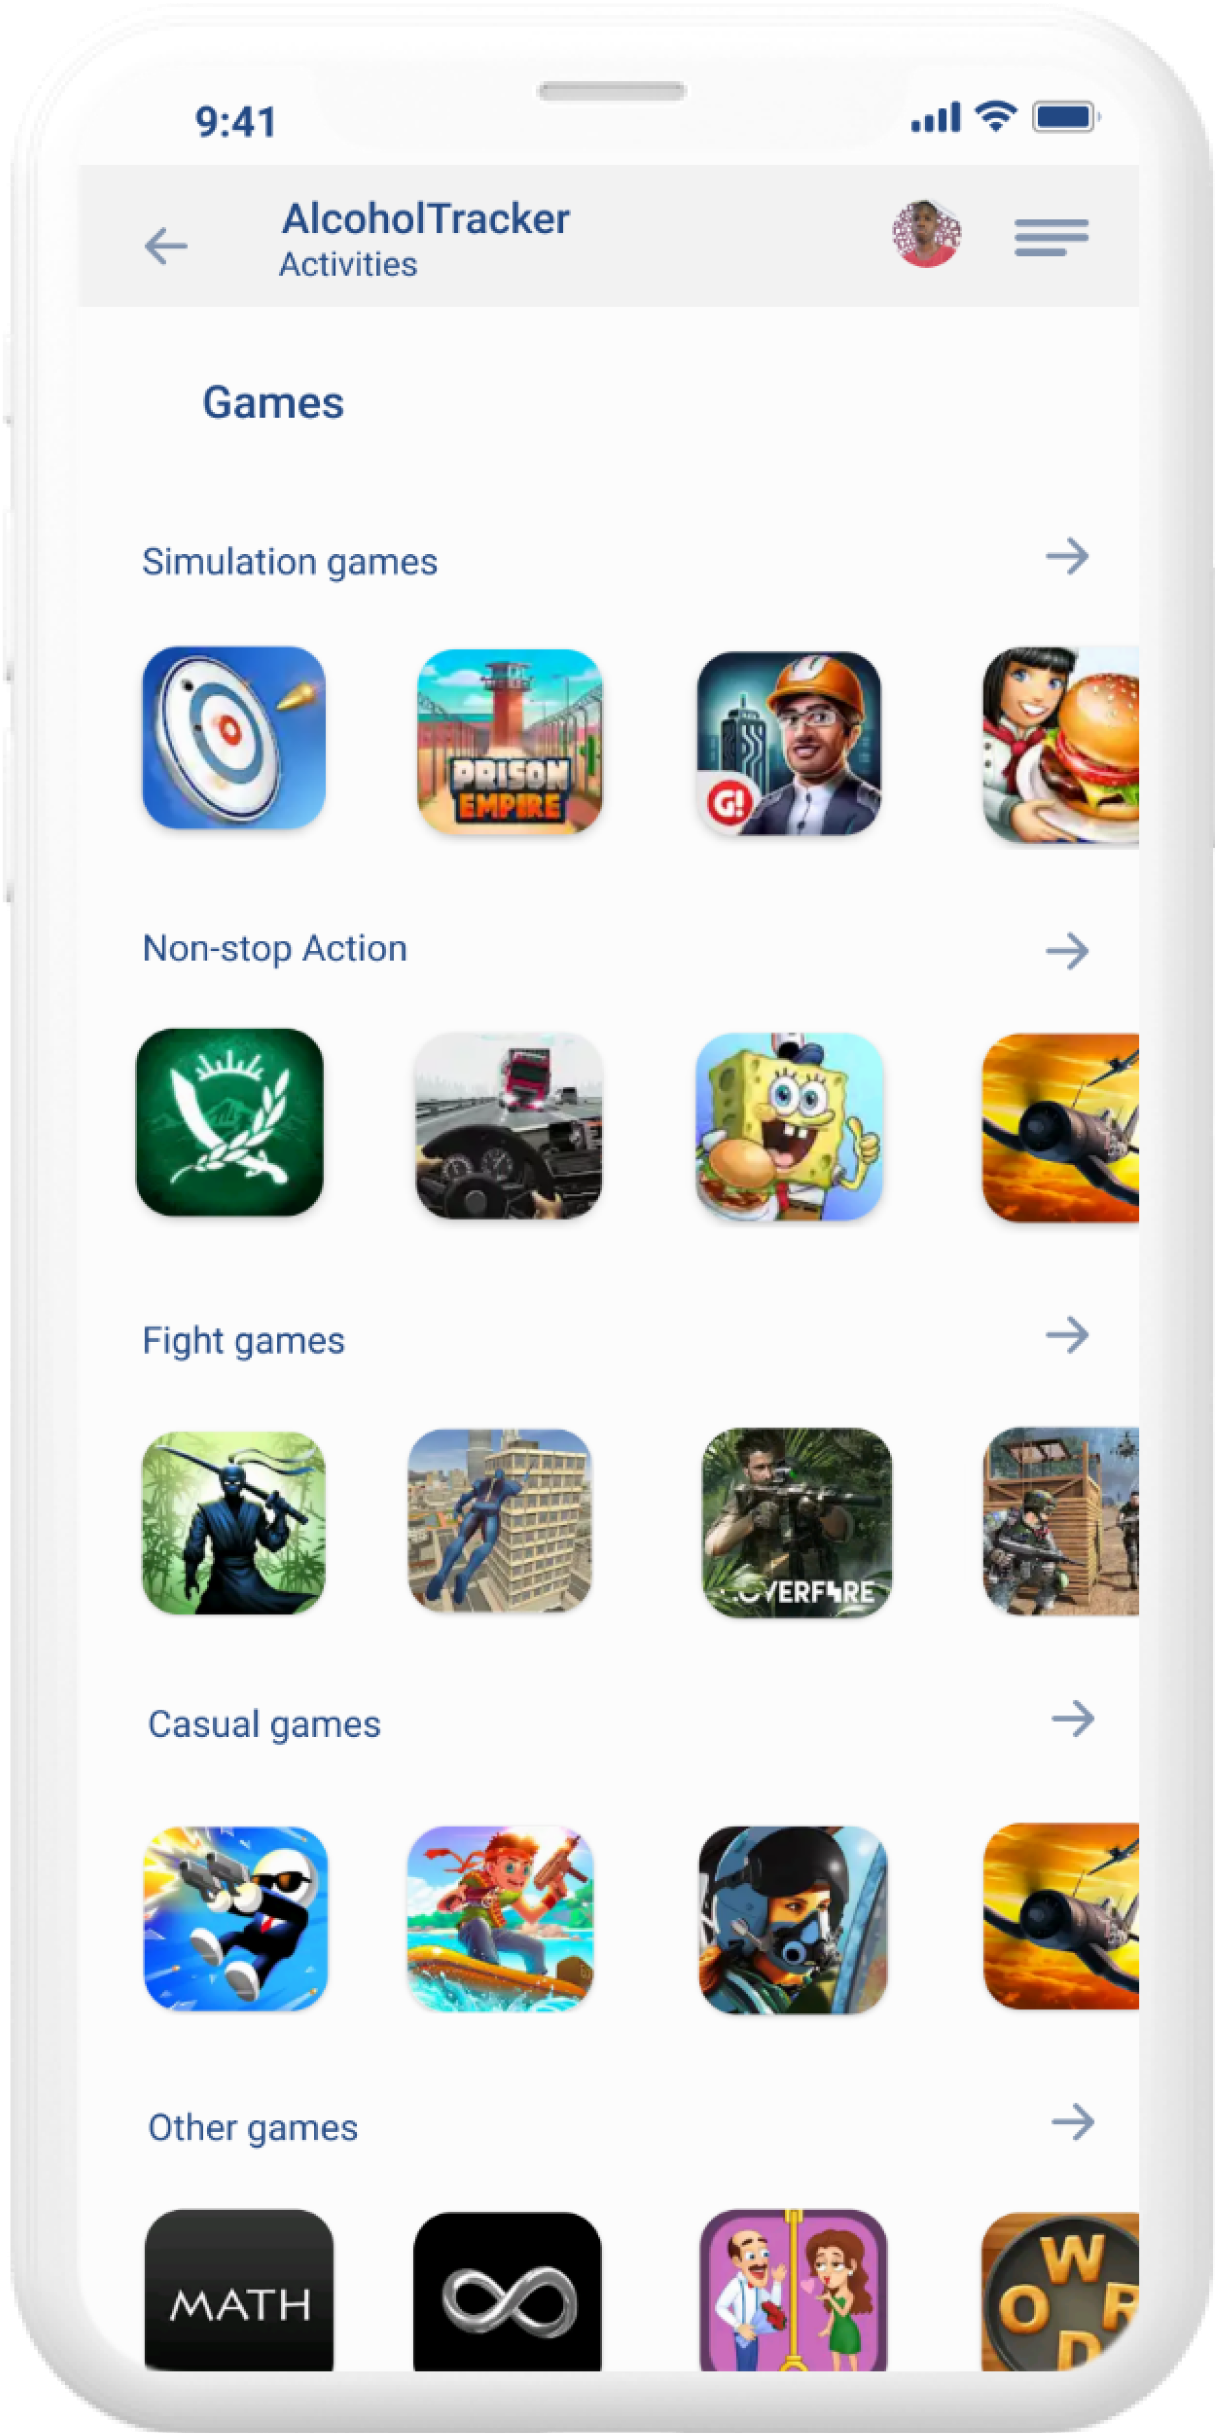 9:41
AlcoholTracker
Activities
Games
Simulation games
PRISON
EMPIRE
G!
Non-stop Action
Fight games
Casual games
Other games
MATH
W
O R
D